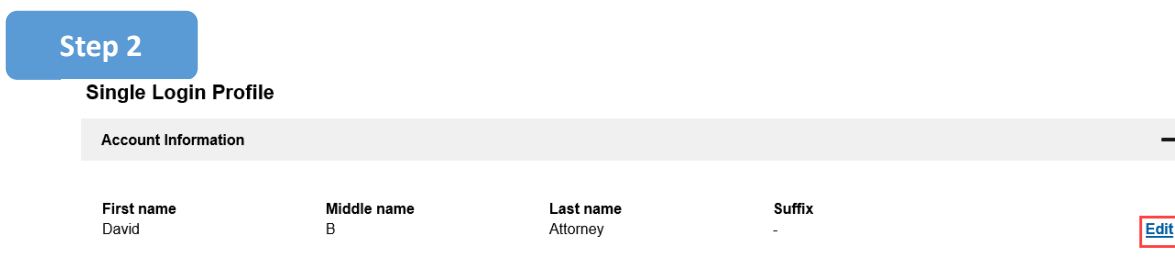 Step 2
Single Login Profile
Account Information
First name Middle name Last name Suffix
David B Attorney - Edit